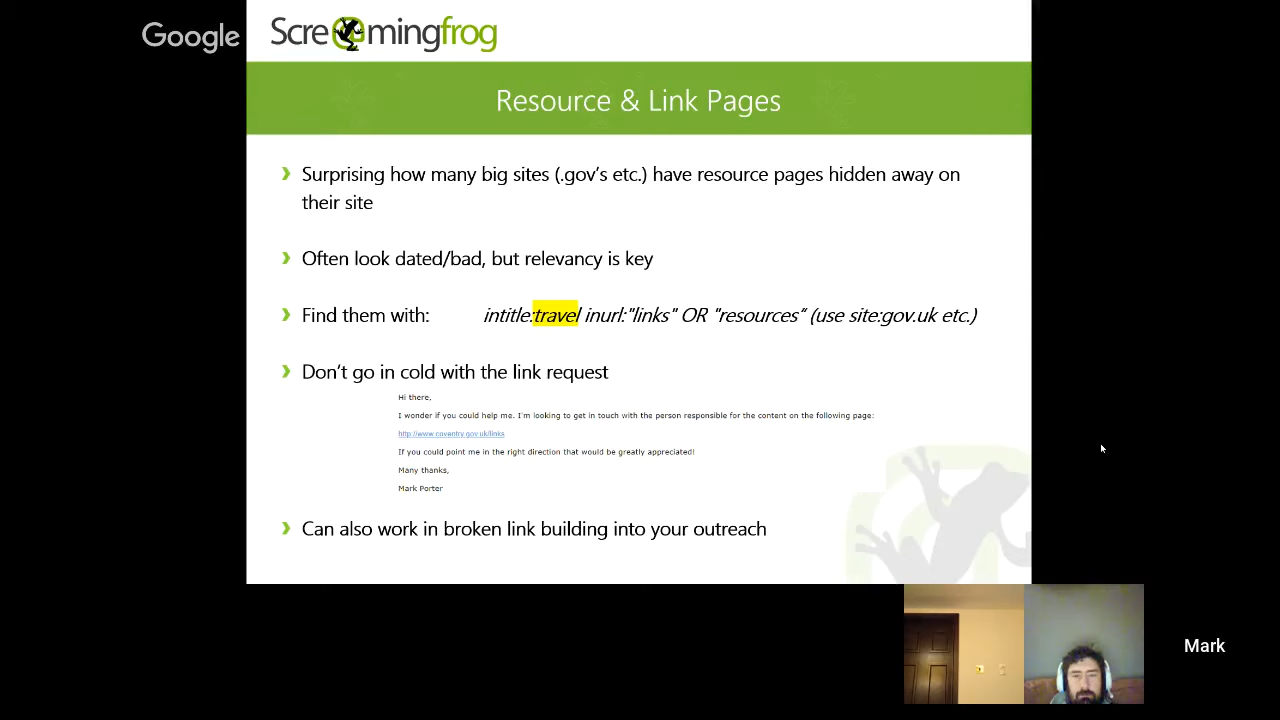 Google
Scre@mingfrog
Resource & Link Pages
Surprising how many big sites (.gov's etc.) have resource pages hidden away on
their site
Often look dated/bad, but relevancy is key
Find them with: intitle:travel inurl:"links" OR "resources" (use site:gov.uk etc.)
Don't go in cold with the link request
Hi there,
I wonder if you could help me. I'm looking to get in touch with the person responsible for the content on the following page:
http://www.coventry.gov.uk/links
If you could point me in the right direction that would be greatly appreciated!
Many thanks,
Mark Porter
Can also work in broken link building into your outreach
Mark